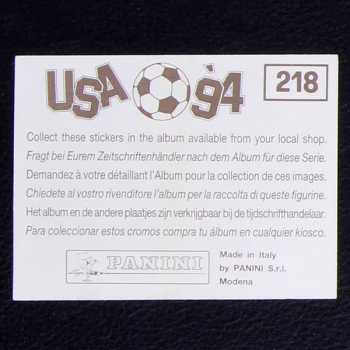 USA '94
218
Collect these stickers in the album available from your local shop.
Fragt bei Eurem Zeitschriftenhändler nach dem Album für diese Serie.
Demandez à votre détaillant l'Album pour la collection de ces images.
Chiedete al vostro rivenditore l'album per la raccolta di queste figurine.
Het album en de andere plaatjes zijn verkrijgbaar bij de tijdschrifthandelaar.
Para coleccionar estos cromos compra tu álbum en cualquier kiosco.
PANINI
Made in Italy
by PANINI S.r.l.
Modena